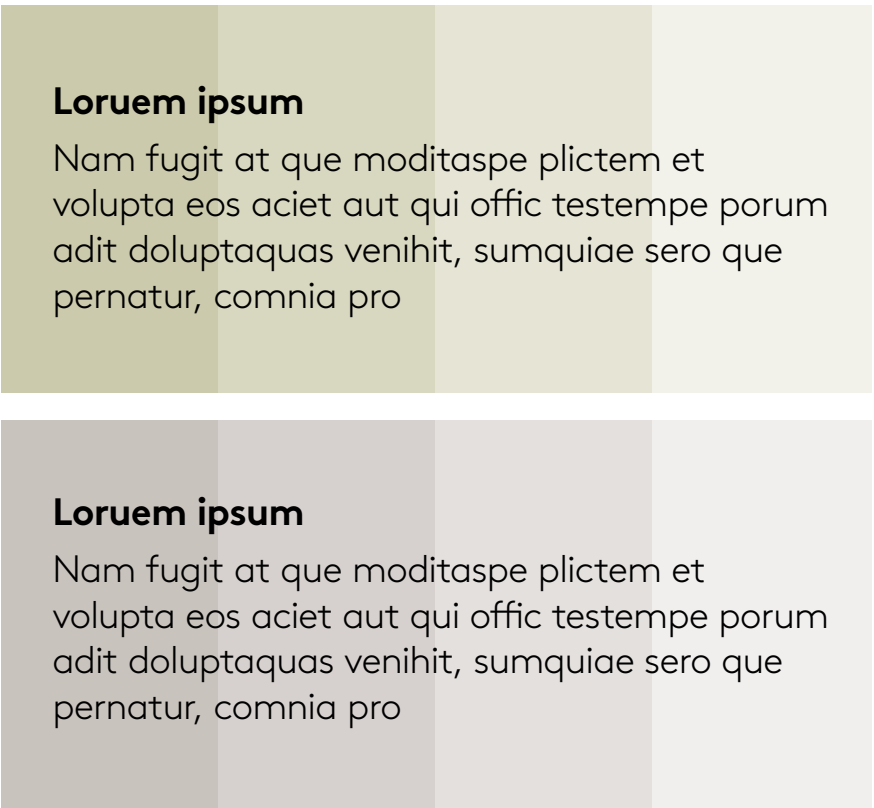 Loruem ipsum
Nam fugit at que moditaspe plictem et
volupta eos aciet aut qui offic testempe porum
adit doluptaquas venihit, sumquiae sero que
pernatur, comnia pro
Loruem ipsum
Nam fugit at que moditaspe plictem et
volupta eos aciet aut qui offic testempe porum
adit doluptaquas venihit, sumquiae sero que
pernatur, comnia pro